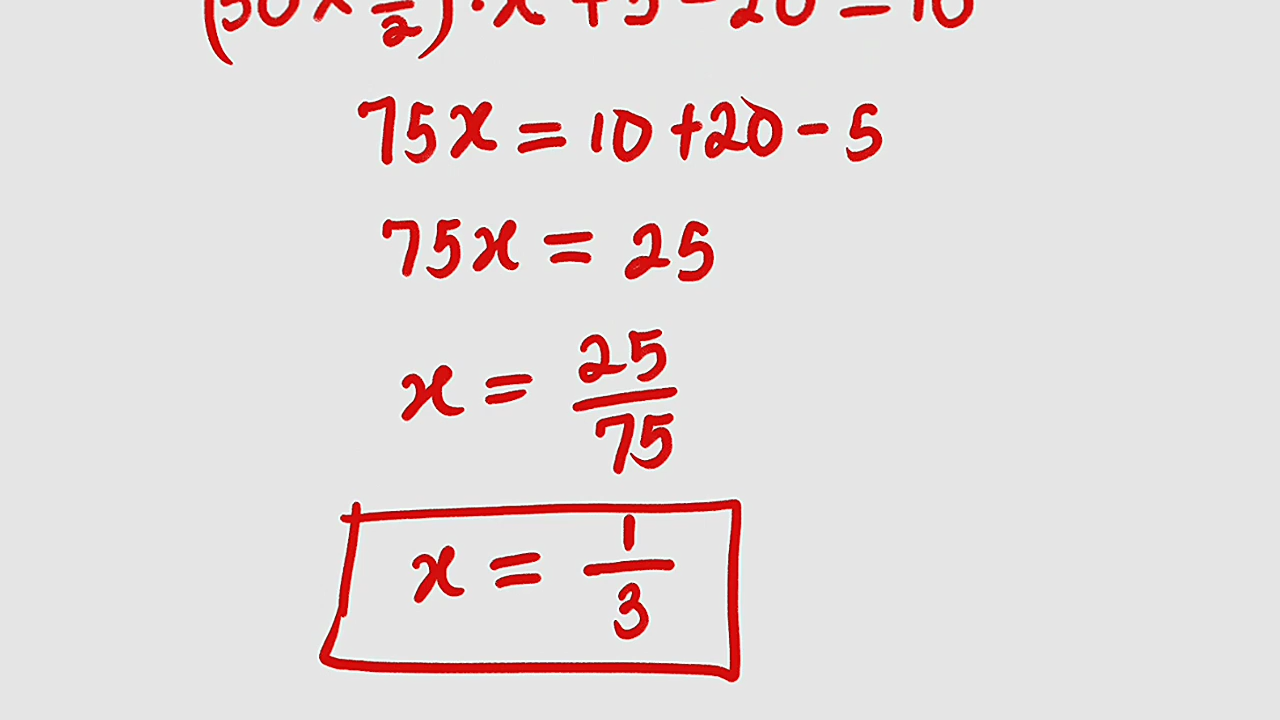 75x = 10 + 20 - 5
75x = 25
x = 25/75
x = 1/3